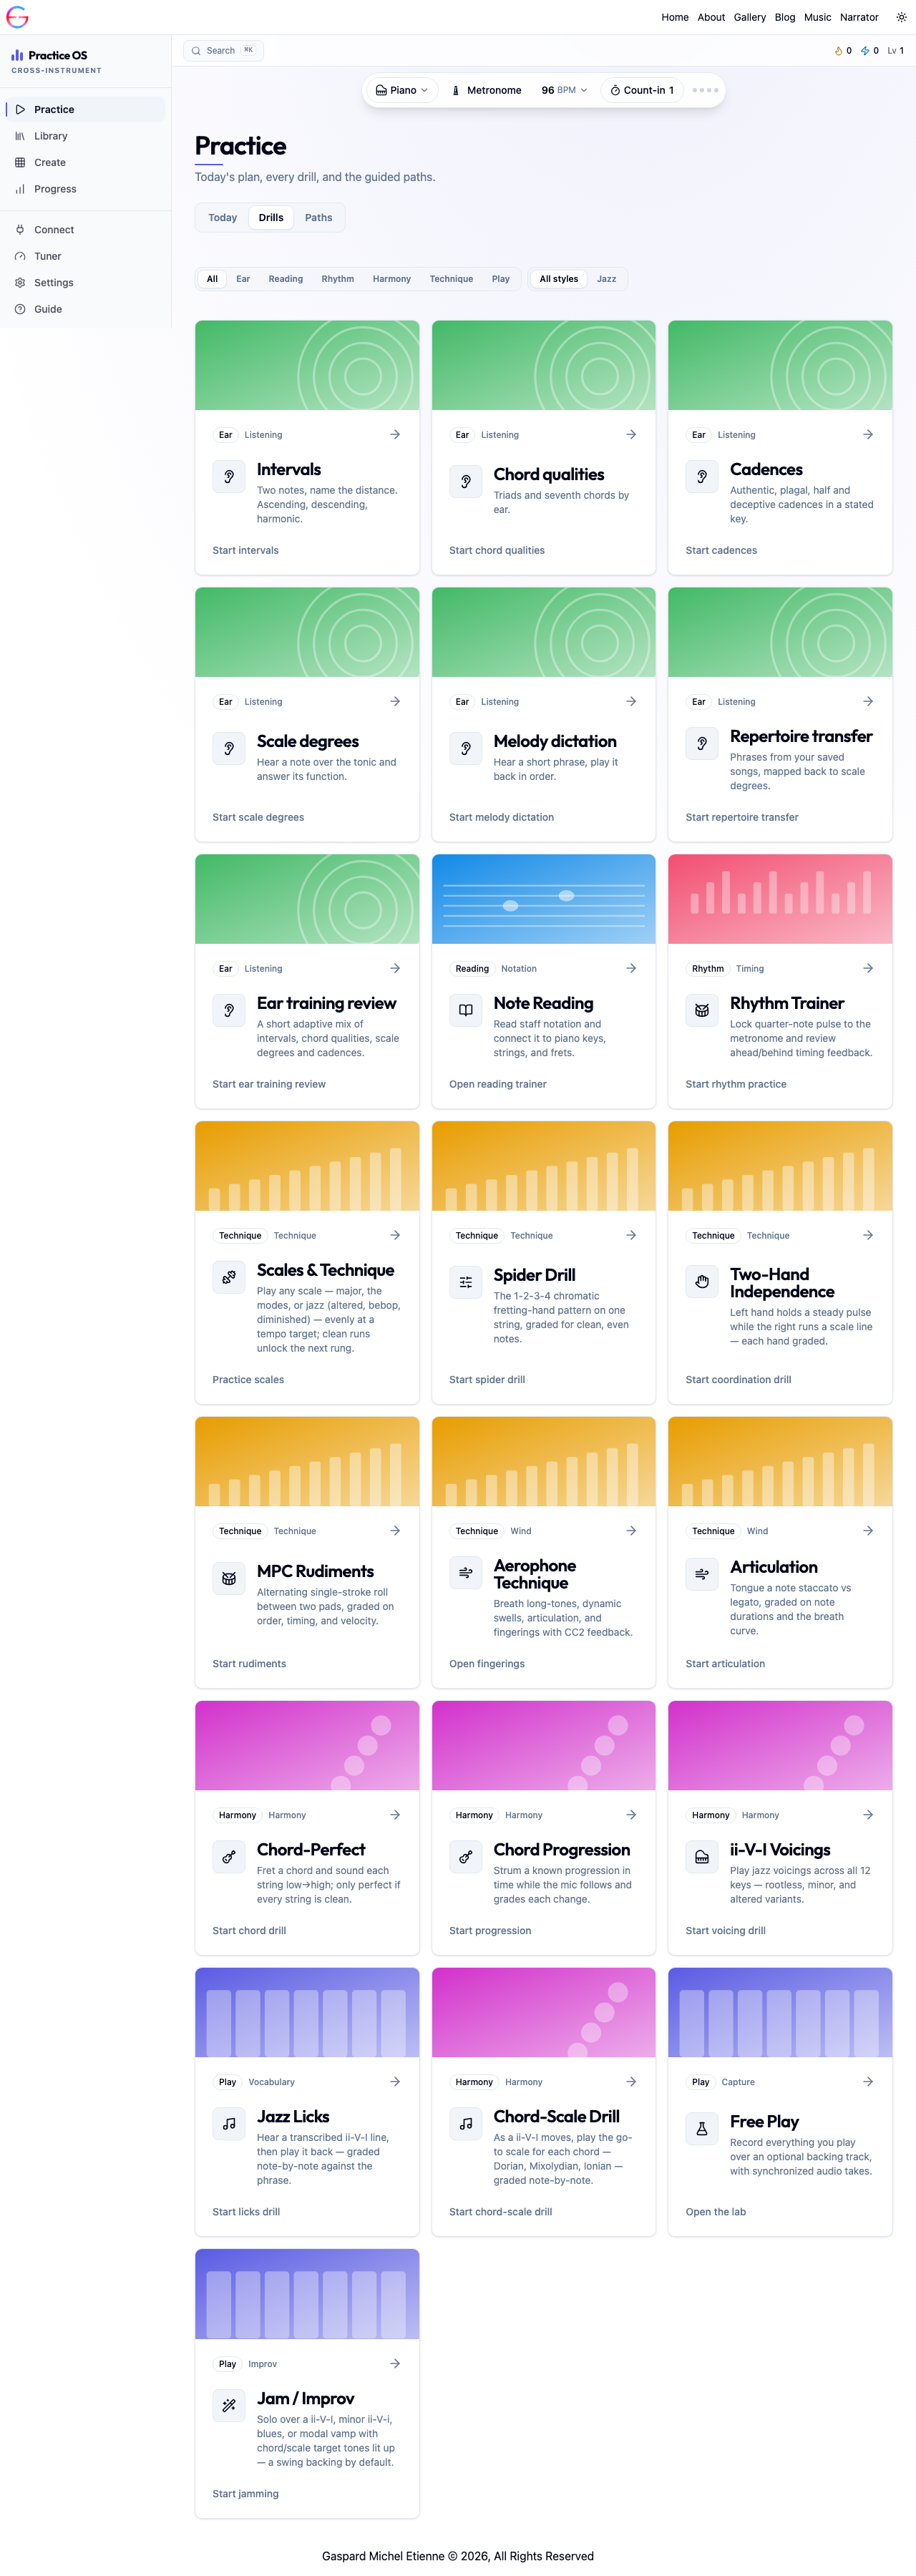 Home About Gallery Blog Music Narrator
Practice OS
CROSS-INSTRUMENT
Search ⌘K
0 0 Lv 1
Practice
Library
Create
Progress
Connect
Tuner
Settings
Guide
Piano Metronome 96 BPM Count-in 1
Practice
Today's plan, every drill, and the guided paths.
Today Drills Paths
All Ear Reading Rhythm Harmony Technique Play All styles Jazz
Ear Listening
Intervals
Two notes, name the distance.
Ascending, descending,
harmonic.
Start intervals
Ear Listening
Chord qualities
Triads and seventh chords by
ear.
Start chord qualities
Ear Listening
Cadences
Authentic, plagal, half and
deceptive cadences in a stated
key.
Start cadences
Ear Listening
Scale degrees
Hear a note over the tonic and
answer its function.
Start scale degrees
Ear Listening
Melody dictation
Hear a short phrase, play it
back in order.
Start melody dictation
Ear Listening
Repertoire transfer
Phrases from your saved
songs, mapped back to scale
degrees.
Start repertoire transfer
Ear Listening
Ear training review
A short adaptive mix of
intervals, chord qualities, scale
degrees and cadences.
Start ear training review
Reading Notation
Note Reading
Read staff notation and
connect it to piano keys,
strings, and frets.
Open reading trainer
Rhythm Timing
Rhythm Trainer
Lock quarter-note pulse to the
metronome and review
ahead/behind timing feedback.
Start rhythm practice
Technique Technique
Scales & Technique
Play any scale — major, the
modes, or jazz (altered, bebop,
diminished) — evenly at a
tempo target; clean runs
unlock the next rung.
Practice scales
Technique Technique
Spider Drill
The 1-2-3-4 chromatic
fretting-hand pattern on one
string, graded for clean, even
notes.
Start spider drill
Technique Technique
Two-Hand
Independence
Left hand holds a steady pulse
while the right runs a scale line
— each hand graded.
Start coordination drill
Technique Technique
MPC Rudiments
Alternating single-stroke roll
between two pads, graded on
order, timing, and velocity.
Start rudiments
Technique Wind
Aerophone
Technique
Breath long-tones, dynamic
swells, articulation, and
fingerings with CC2 feedback.
Open fingerings
Technique Wind
Articulation
Tongue a note staccato vs
legato, graded on note
durations and the breath
curve.
Start articulation
Harmony Harmony
Chord-Perfect
Fret a chord and sound each
string low→high; only perfect if
every string is clean.
Start chord drill
Harmony Harmony
Chord Progression
Strum a known progression in
time while the mic follows and
grades each change.
Start progression
Harmony Harmony
ii-V-I Voicings
Play jazz voicings across all 12
keys — rootless, minor, and
altered variants.
Start voicing drill
Play Vocabulary
Jazz Licks
Hear a transcribed ii-V-I line,
then play it back — graded
note-by-note against the
phrase.
Start licks drill
Harmony Harmony
Chord-Scale Drill
As a ii-V-I moves, play the go-
to scale for each chord —
Dorian, Mixolydian, Ionian —
graded note-by-note.
Start chord-scale drill
Play Capture
Free Play
Record everything you play
over an optional backing track,
with synchronized audio takes.
Open the lab
Play Improv
Jam / Improv
Solo over a ii-V-I, minor ii-V-i,
blues, or modal vamp with
chord/scale target tones lit up
— a swing backing by default.
Start jamming
Gaspard Michel Etienne © 2026, All Rights Reserved